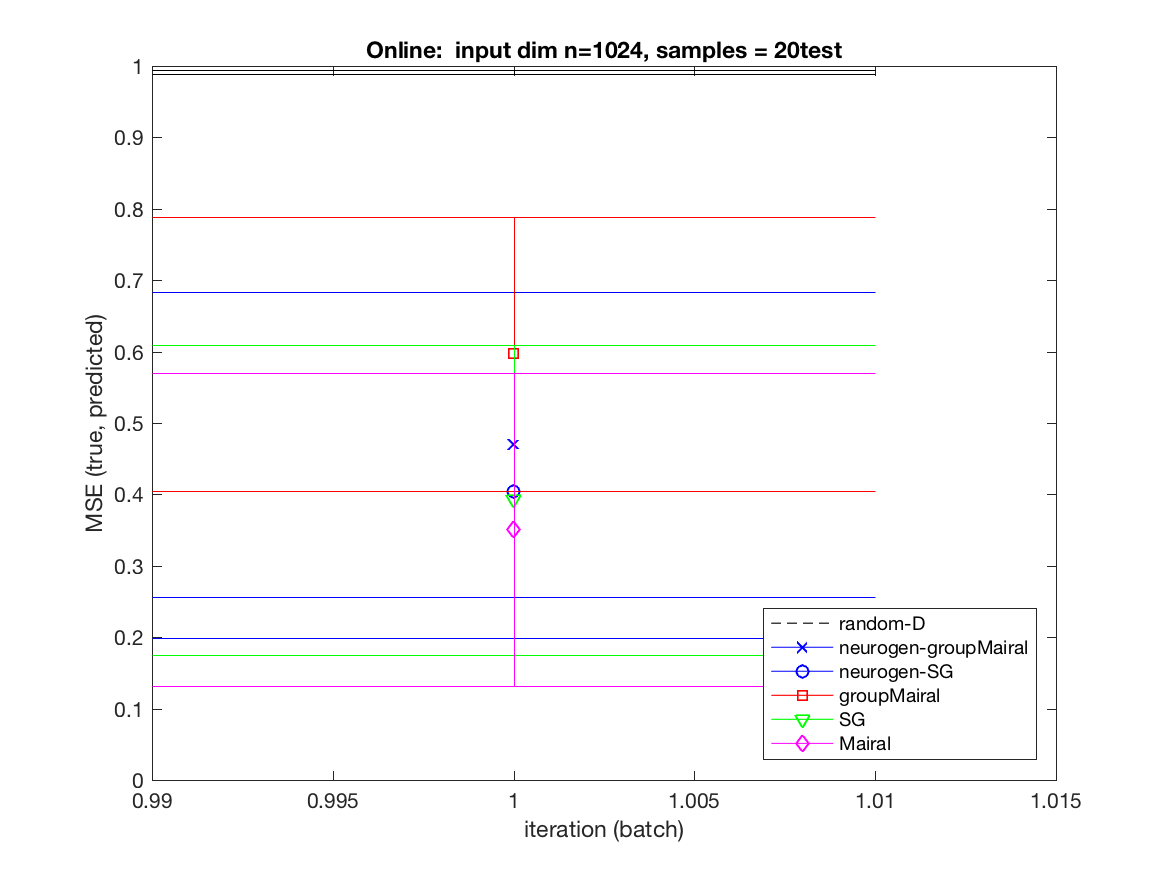 Online:  input dim n=1024, samples = 20test
1
0.9
0.8
0.7
0.6
0.5
0.4
0.3
0.2
0.1
0
MSE (true, predicted)
random-D
neurogen-groupMairal
neurogen-SG
groupMairal
SG
Mairal
0.99
0.995
1
1.005
1.01
1.015
iteration (batch)